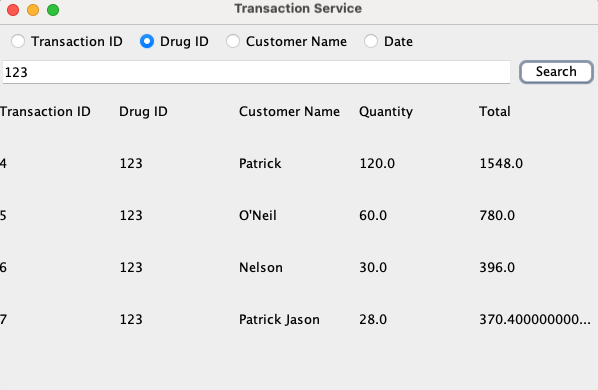 Transaction Service
Transaction ID Drug ID Customer Name Date
123 Search
Transaction ID Drug ID Customer Name Quantity Total
4 123 Patrick 120.0 1548.0
5 123 O'Neil 60.0 780.0
6 123 Nelson 30.0 396.0
7 123 Patrick Jason 28.0 370.400000000...